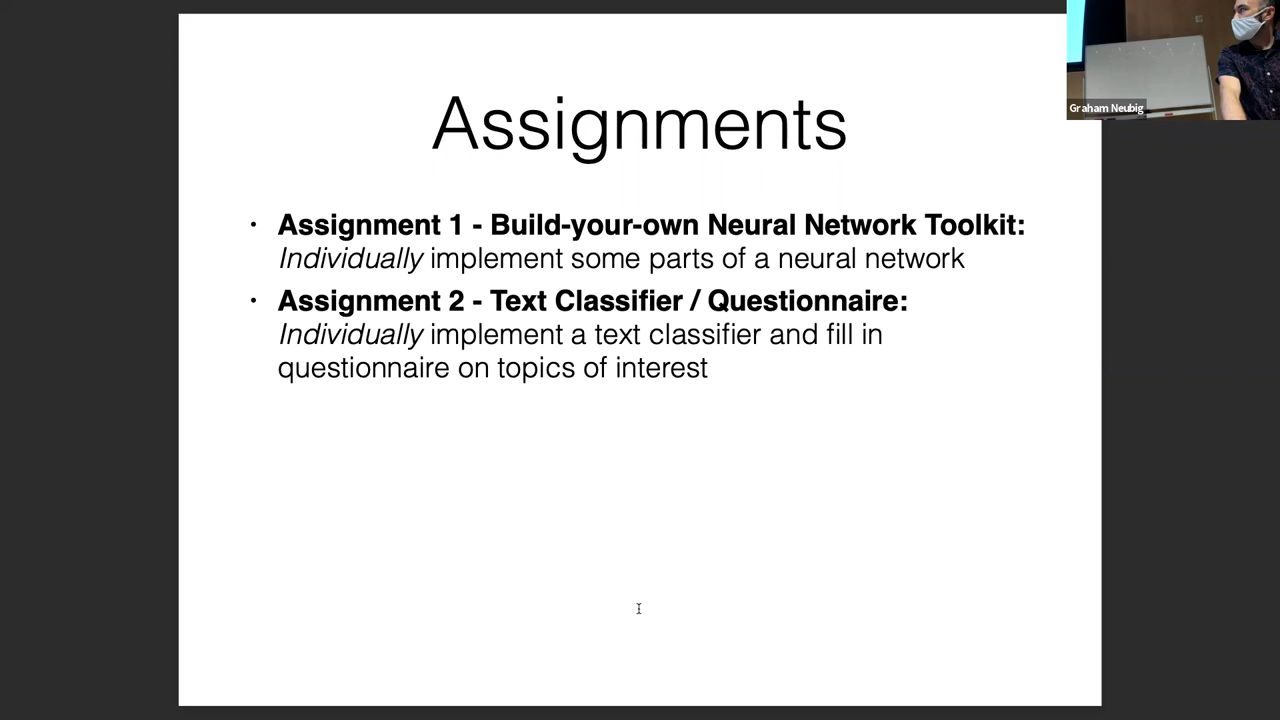 Assignments
Graham Neubig
• Assignment 1 - Build-your-own Neural Network Toolkit:
Individually implement some parts of a neural network
• Assignment 2 - Text Classifier / Questionnaire:
Individually implement a text classifier and fill in
questionnaire on topics of interest